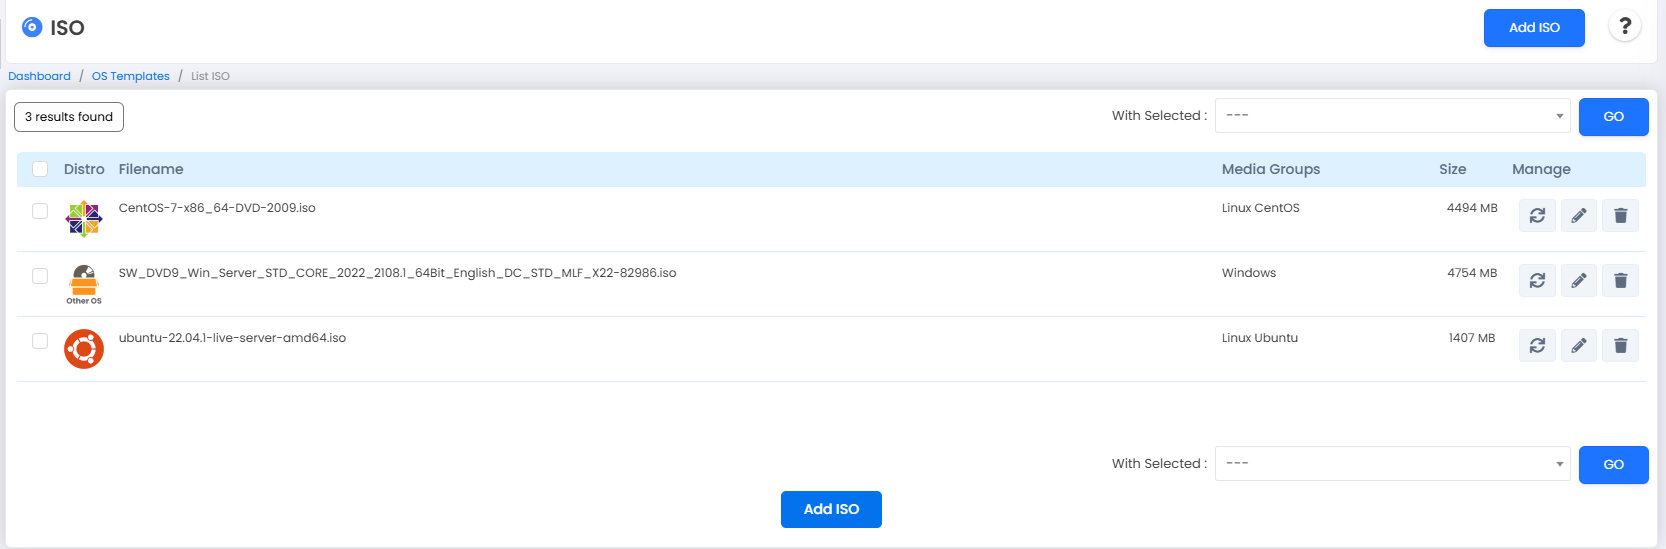 ISO
Add ISO
?
Dashboard / OS Templates / List ISO
3 results found
With Selected : ---
GO
Distro Filename Media Groups Size Manage
CentOS-7-x86_64-DVD-2009.iso Linux CentOS 4494 MB
SW_DVD9_Win_Server_STD_CORE_2022_2108.1_64Bit_English_DC_STD_MLF_X22-82986.iso Windows 4754 MB
Other OS
ubuntu-22.04.1-live-server-amd64.iso Linux Ubuntu 1407 MB
With Selected : ---
GO
Add ISO